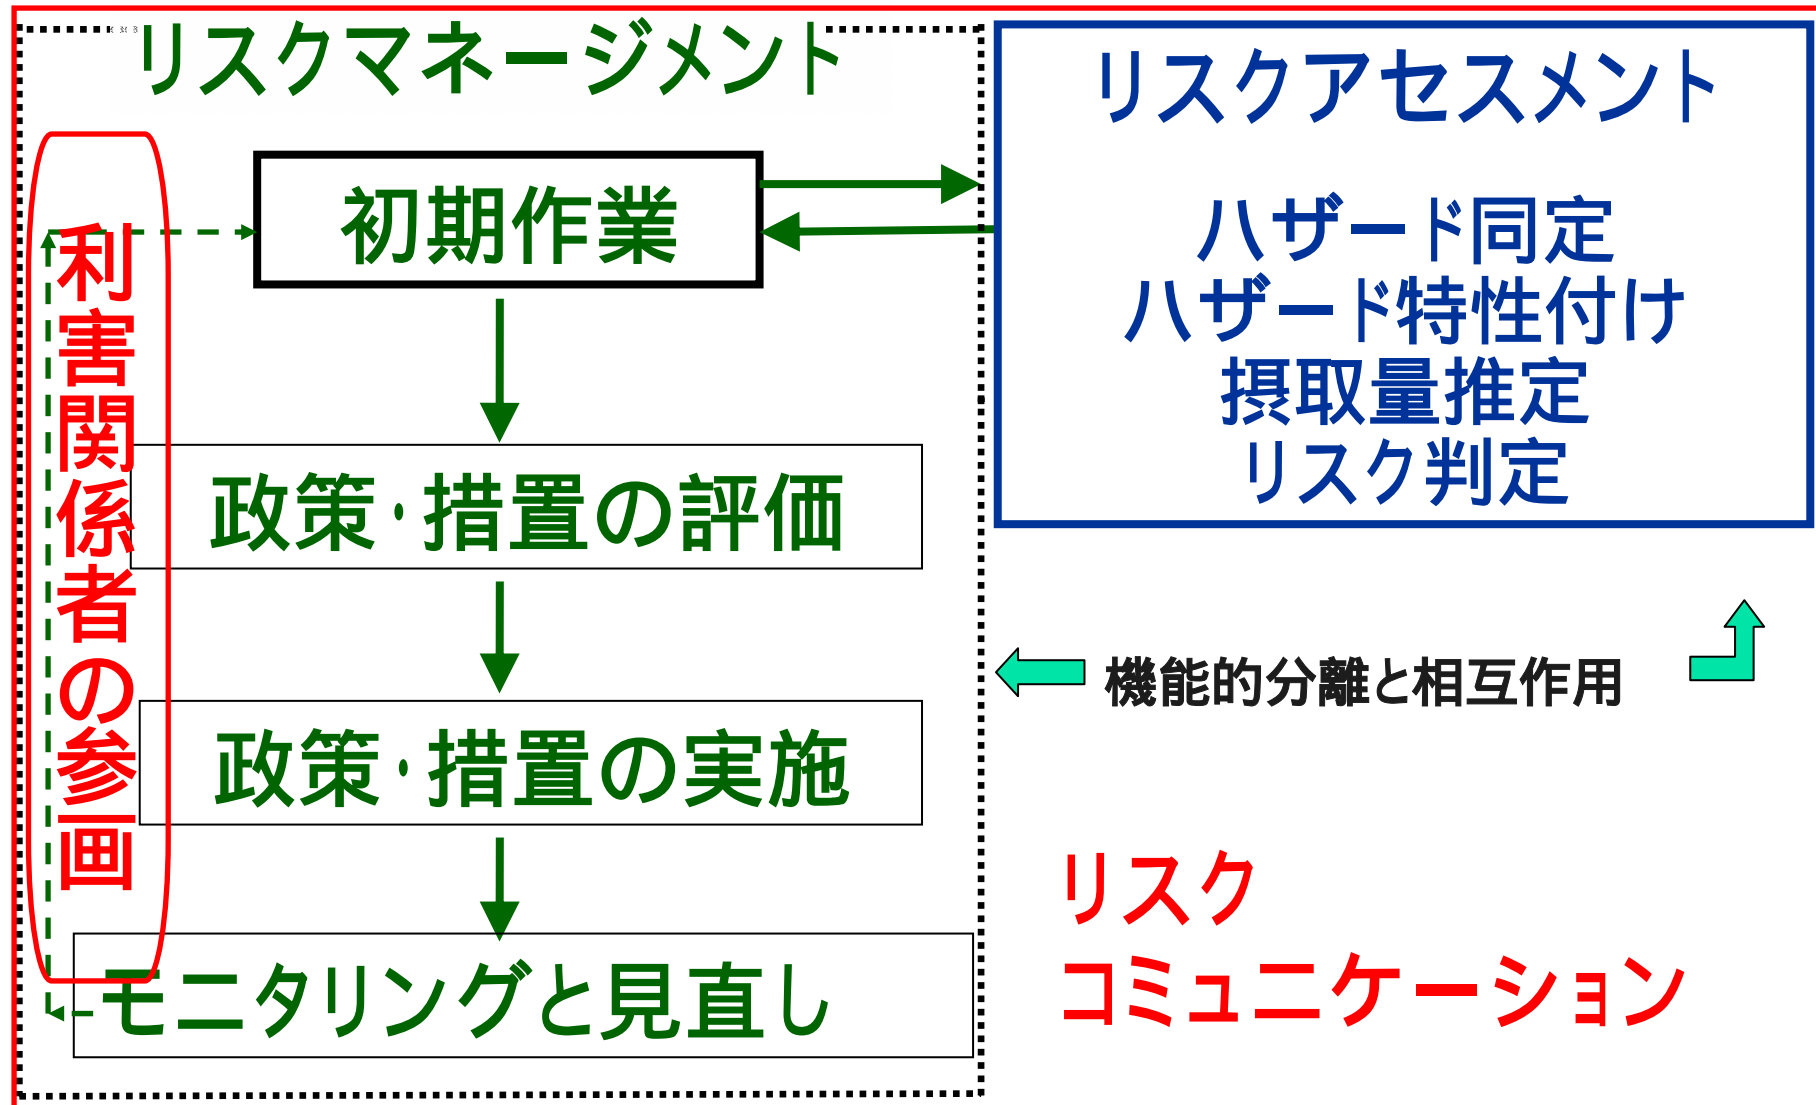 リスクマネージメント
初期作業
政策・措置の評価
政策・措置の実施
モニタリングと見直し
利害関係者の参画
リスクアセスメント
ハザード同定
ハザード特性付け
摂取量推定
リスク判定
機能的分離と相互作用
リスク
コミュニケーション